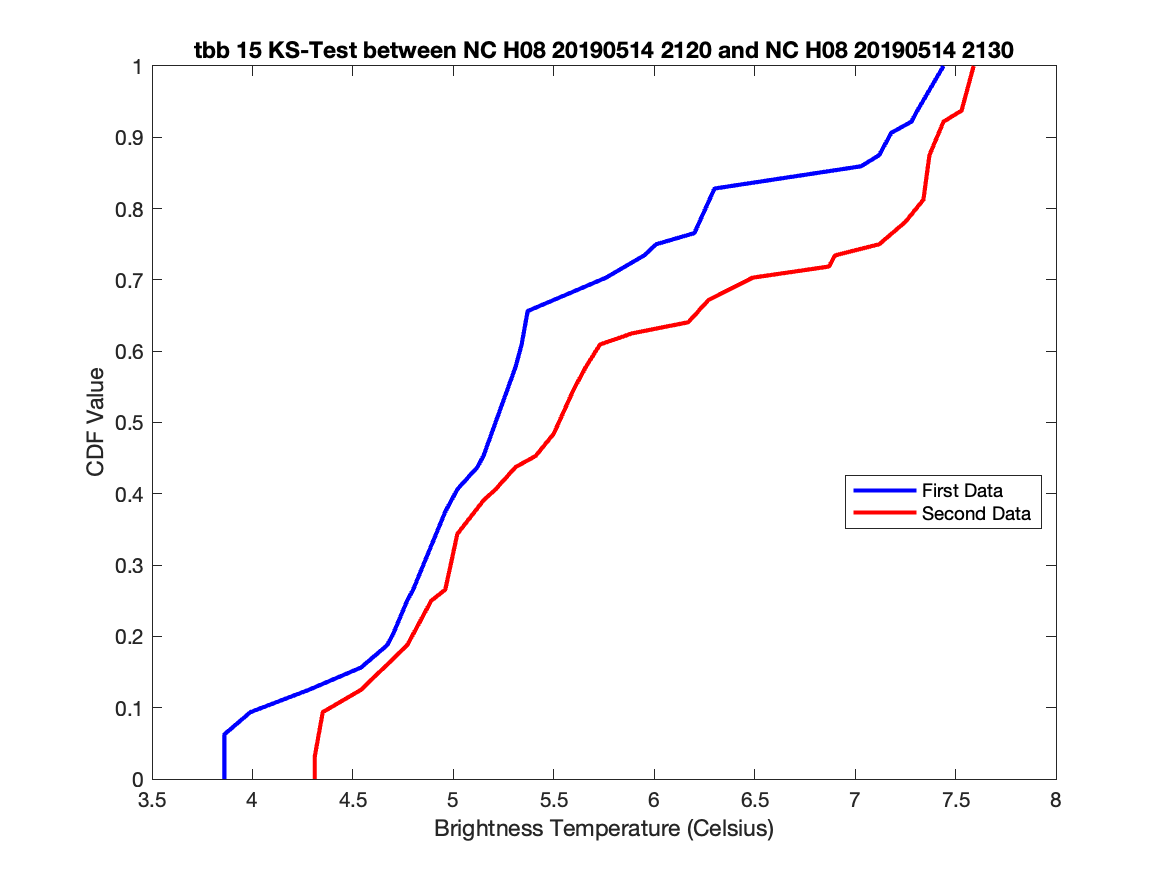 tbb 15 KS-Test between NC H08 20190514 2120 and NC H08 20190514 2130
1
0.9
0.8
0.7
0.6
0.5
0.4
0.3
0.2
0.1
0
CDF Value
First Data
Second Data
3.5 4 4.5 5 5.5 6 6.5 7 7.5 8
Brightness Temperature (Celsius)